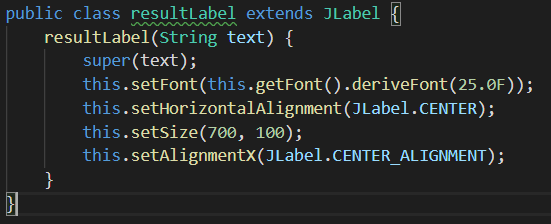 public class resultLabel extends JLabel {
    resultLabel(String text) {
        super(text);
        this.setFont(this.getFont().deriveFont(25.0F));
        this.setHorizontalAlignment(JLabel.CENTER);
        this.setSize(700, 100);
        this.setAlignmentX(JLabel.CENTER_ALIGNMENT);
    }
}